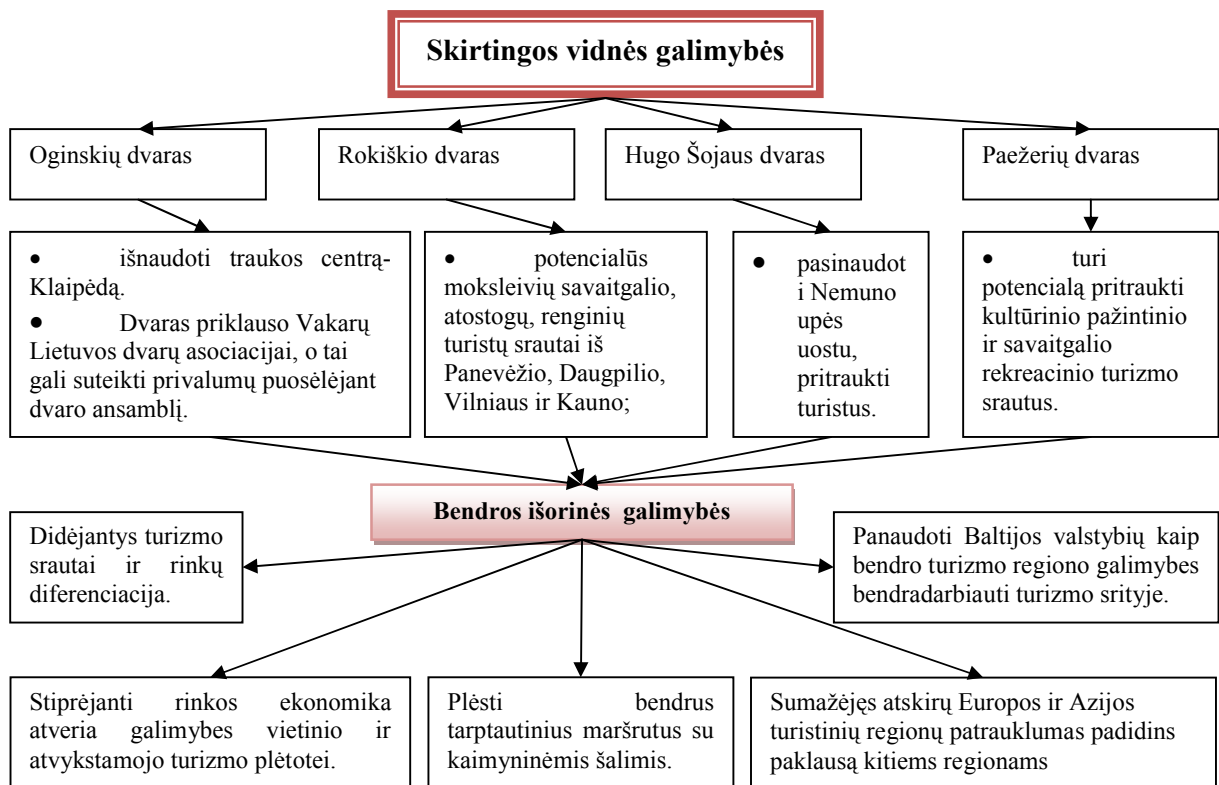 Skirtingos vidnės galimybės
Oginskių dvaras
Rokiškio dvaras
Hugo Šojaus dvaras
Paežerių dvaras
• išnaudoti traukos centrą-
Klaipėdą.
• Dvaras priklauso Vakarų
Lietuvos dvarų asociacijai, o tai
gali suteikti privalumų puosėlėjant
dvaro ansamblį.
• potencialūs
moksleivių savaitgalio,
atostogų, renginių
turistų srautai iš
Panevėžio, Daugpilio,
Vilniaus ir Kauno;
• pasinaudot
i Nemuno
upės
uostu,
pritraukti
turistus.
• turi
potencialą pritraukti
kultūrinio pažintinio
ir savaitgalio
rekreacinio turizmo
srautus.
Bendros išorinės galimybės
Didėjantys turizmo
srautai ir rinkų
diferenciacija.
Panaudoti Baltijos valstybių kaip
bendro turizmo regiono galimybes
bendradarbiauti turizmo srityje.
Stiprėjanti rinkos ekonomika
atveria galimybes vietinio ir
atvykstamojo turizmo plėtotei.
Plėsti bendrus
tarptautinius maršrutus su
kaimyninėmis šalimis.
Sumažėjęs atskirų Europos ir Azijos
turistinių regionų patrauklumas padidins
paklausą kitiems regionams